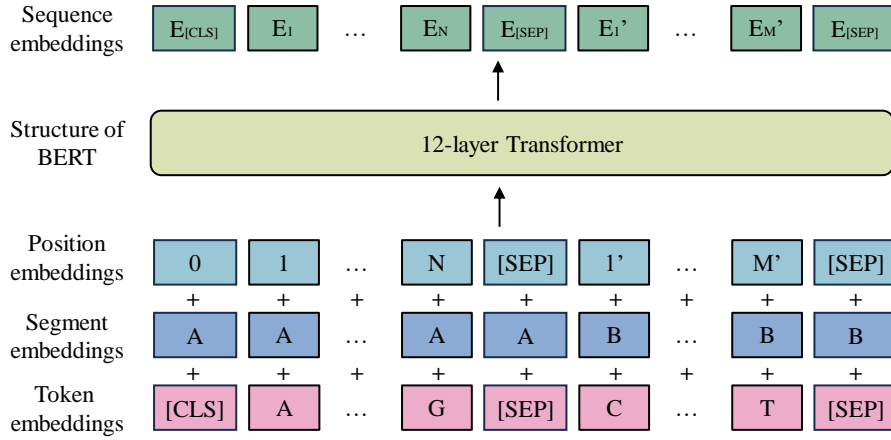 Sequence embeddings E[CLS] E1 … EN E[SEP] E1’ … EM’ E[SEP]
Structure of BERT 12-layer Transformer
Position embeddings 0 1 … N [SEP] 1’ … M’ [SEP]
+ + + + + + + + +
Segment embeddings A A … A A B … B B
+ + + + + + + + +
Token embeddings [CLS] A … G [SEP] C … T [SEP]